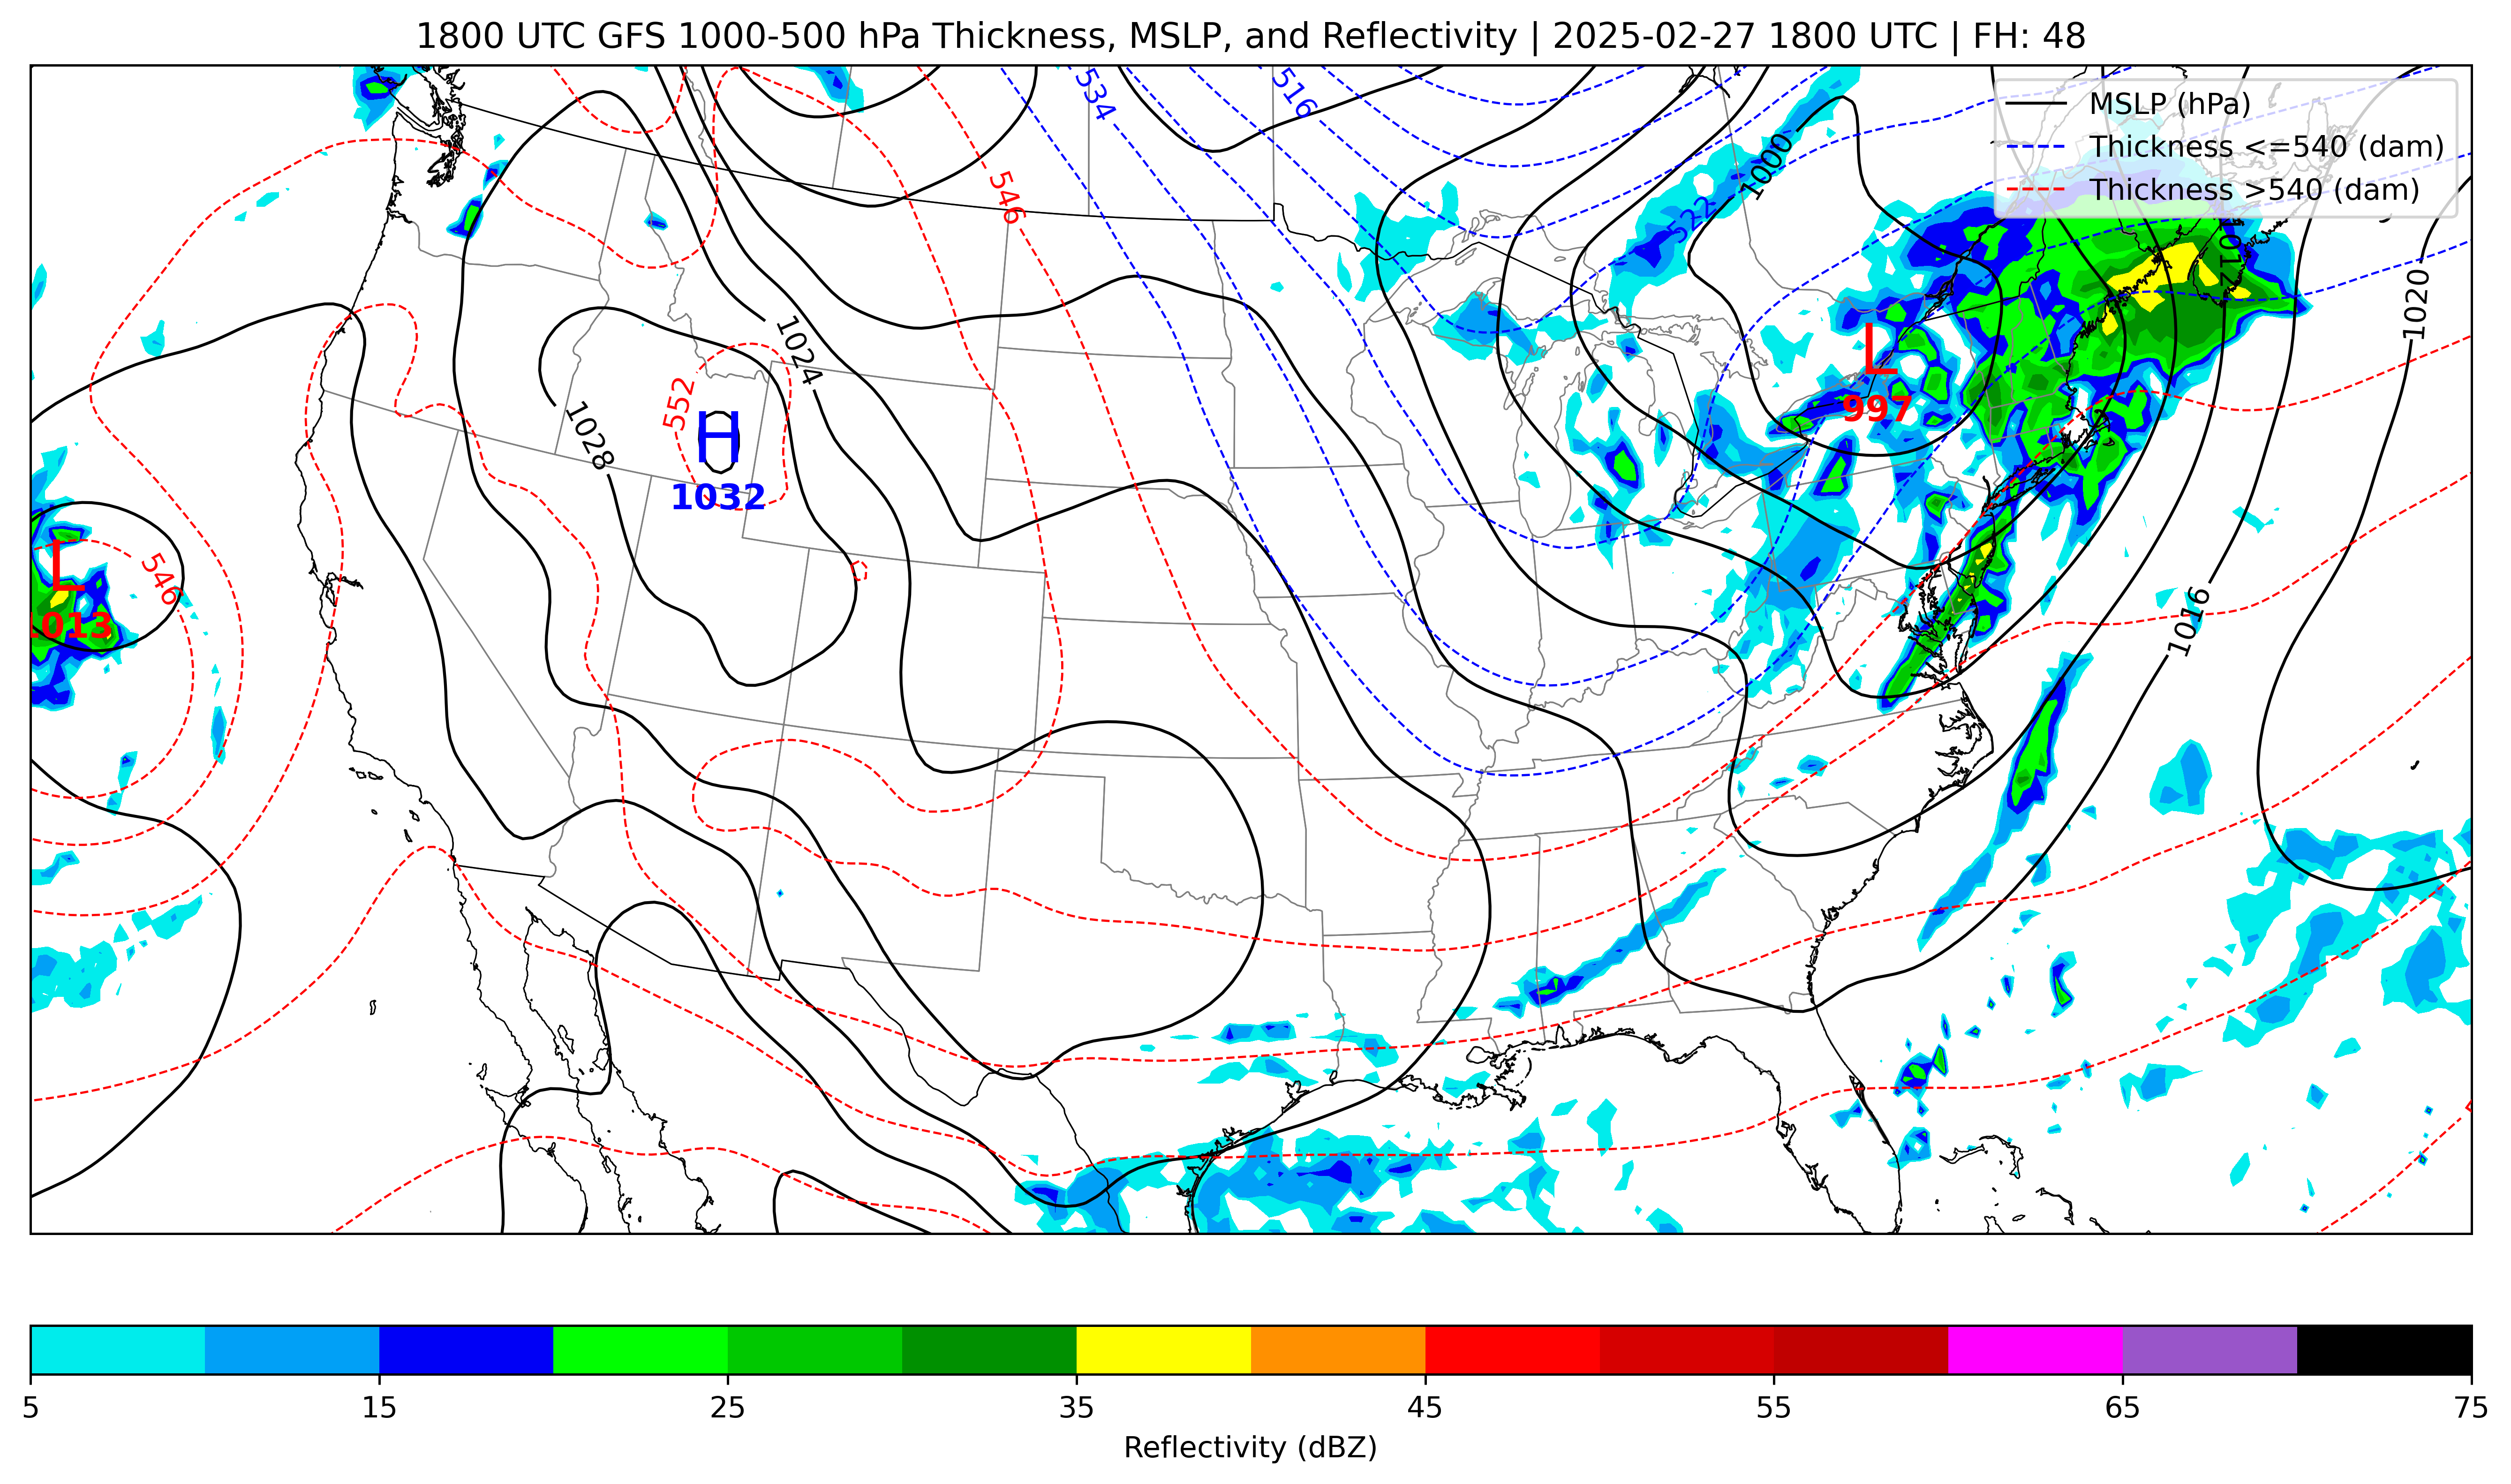 1800 UTC GFS 1000-500 hPa Thickness, MSLP, and Reflectivity | 2025-02-27 1800 UTC | FH: 48
MSLP (hPa)
Thickness <=540 (dam)
Thickness >540 (dam)
534
516
1000
546
522
1012
1020
1024
L
997
552
1028
H
1032
L
1013
546
1016
5 15 25 35 45 55 65 75
Reflectivity (dBZ)